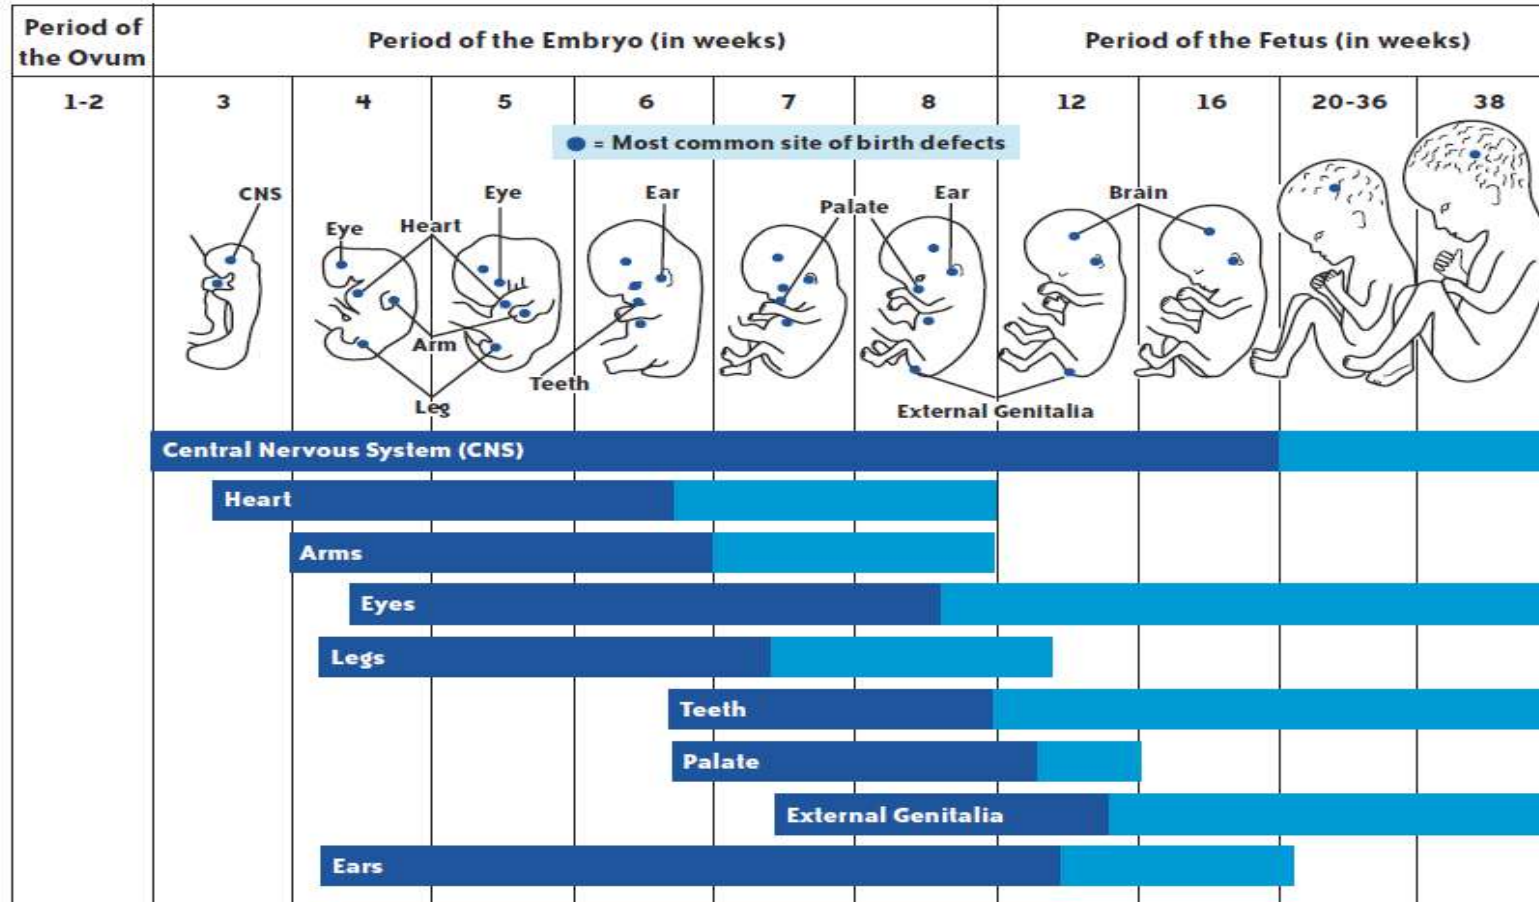 Period of
the Ovum
Period of the Embryo (in weeks)
Period of the Fetus (in weeks)
1-2
3
4
5
6
7
8
12
16
20-36
38
= Most common site of birth defects
CNS
Eye
Heart
Eye
Ear
Palate
Ear
Brain
Arm
Teeth
Leg
External Genitalia
Central Nervous System (CNS)
Heart
Arms
Eyes
Legs
Teeth
Palate
External Genitalia
Ears